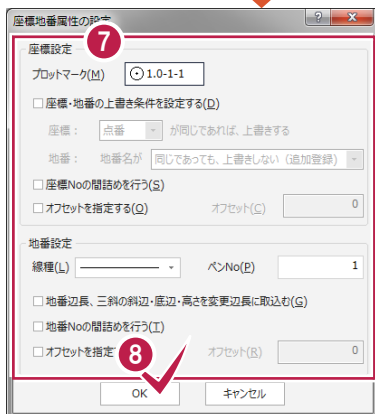 座標地番属性の設定
7
座標設定
プロットマーク(M) 1.0-1-1
座標・地番の上書き条件を設定する(D)
座標： 点番 が同じであれば、上書きする
地番： 地番名が 同じであっても、上書きしない（追加登録）
座標Noの間詰めを行う(S)
オフセットを指定する(O) オフセット(C) 0
地番設定
線種(L) ペンNo(P) 1
地番辺長、三斜の斜辺・底辺・高さを変更辺長に取込む(G)
地番Noの間詰めを行う(T)
オフセットを指定 オフセット(R) 0
8
OK キャンセル